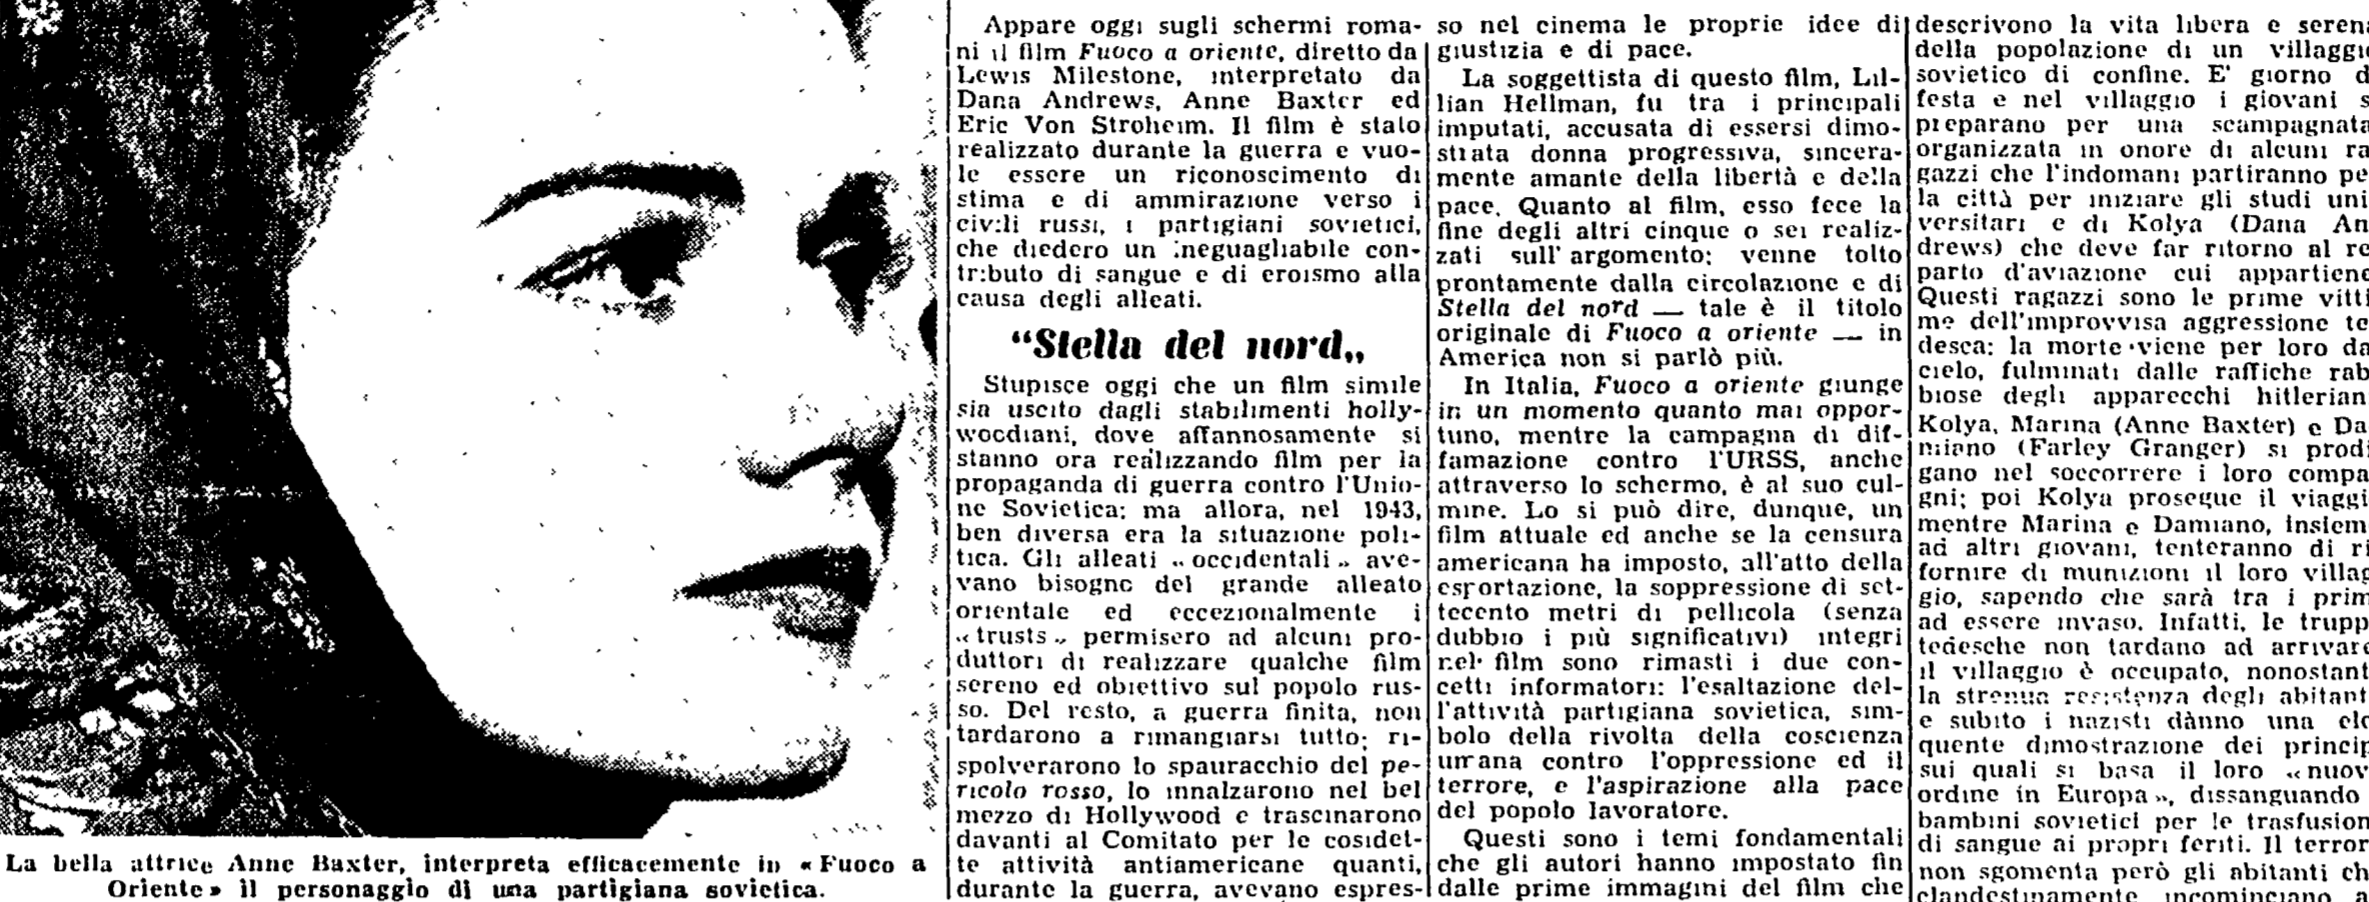 La bella attrice Anne Baxter, interpreta efficacemente in « Fuoco a
Oriente » il personaggio di una partigiana sovietica.
Appare oggi sugli schermi roma-
ni il film Fuoco a oriente, diretto da
Lewis Milestone, interpretato da
Dana Andrews, Anne Baxter ed
Eric Von Stroheim. Il film è stato
realizzato durante la guerra e vuo-
le essere un riconoscimento di
stima e di ammirazione verso i
civili russi, i partigiani sovietici,
che diedero un ineguagliabile con-
tributo di sangue e di eroismo alla
causa degli alleati.
“Stella del nord„
Stupisce oggi che un film simile
sia uscito dagli stabilimenti holly-
woodiani, dove affannosamente si
stanno ora realizzando film per la
propaganda di guerra contro l'Unio-
ne Sovietica: ma allora, nel 1943,
ben diversa era la situazione poli-
tica. Gli alleati « occidentali » ave-
vano bisogno del grande alleato
orientale ed eccezionalmente i
« trusts » permisero ad alcuni pro-
duttori di realizzare qualche film
sereno ed obiettivo sul popolo rus-
so. Del resto, a guerra finita, non
tardarono a rimangiarsi tutto; ri-
spolverarono lo spauracchio del pe-
ricolo rosso, lo innalzarono nel bel
mezzo di Hollywood e trascinarono
davanti al Comitato per le cosidet-
te attività antiamericane quanti,
durante la guerra, avevano espres-
so nel cinema le proprie idee di
giustizia e di pace.
La soggettista di questo film, Lil-
lian Hellman, fu tra i principali
imputati, accusata di essersi dimo-
strata donna progressiva, sincera-
mente amante della libertà e della
pace. Quanto al film, esso fece la
fine degli altri cinque o sei realiz-
zati sull'argomento: venne tolto
prontamente dalla circolazione e di
Stella del nord — tale è il titolo
originale di Fuoco a oriente — in
America non si parlò più.
In Italia, Fuoco a oriente giunge
in un momento quanto mai oppor-
tuno, mentre la campagna di dif-
famazione contro l'URSS, anche
attraverso lo schermo, è al suo cul-
mine. Lo si può dire, dunque, un
film attuale ed anche se la censura
americana ha imposto, all'atto della
esportazione, la soppressione di set-
tecento metri di pellicola (senza
dubbio i più significativi) integri
nel film sono rimasti i due con-
cetti informatori: l'esaltazione del-
l'attività partigiana sovietica, sim-
bolo della rivolta della coscienza
umana contro l'oppressione ed il
terrore, e l'aspirazione alla pace
del popolo lavoratore.
Questi sono i temi fondamentali
che gli autori hanno impostato fin
dalle prime immagini del film che
descrivono la vita libera e seren
della popolazione di un villaggi
sovietico di confine. E' giorno d
festa e nel villaggio i giovani s
preparano per una scampagnata
organizzata in onore di alcuni ra
gazzi che l'indomani partiranno pe
la città per iniziare gli studi uni
versitari e di Kolya (Dana An
drews) che deve far ritorno al re
parto d'aviazione cui appartiene
Questi ragazzi sono le prime vitti
me dell'improvvisa aggressione te
desca: la morte viene per loro da
cielo, fulminati dalle raffiche rab
biose degli apparecchi hitlerian
Kolya, Marina (Anne Baxter) e Da
miano (Farley Granger) si prodi
gano nel soccorrere i loro compa
gni; poi Kolya prosegue il viaggi
mentre Marina e Damiano, insiem
ad altri giovani, tenteranno di ri
fornire di munizioni il loro villag
gio, sapendo che sarà tra i prim
ad essere invaso. Infatti, le trupp
tedesche non tardano ad arrivare
il villaggio è occupato, nonostant
la strenua resistenza degli abitant
e subito i nazisti dànno una elo
quente dimostrazione dei princip
sui quali si basa il loro « nuov
ordine in Europa », dissanguando
bambini sovietici per le trasfusion
di sangue ai propri feriti. Il terror
non sgomenta però gli abitanti ch
clandestinamente incominciano a